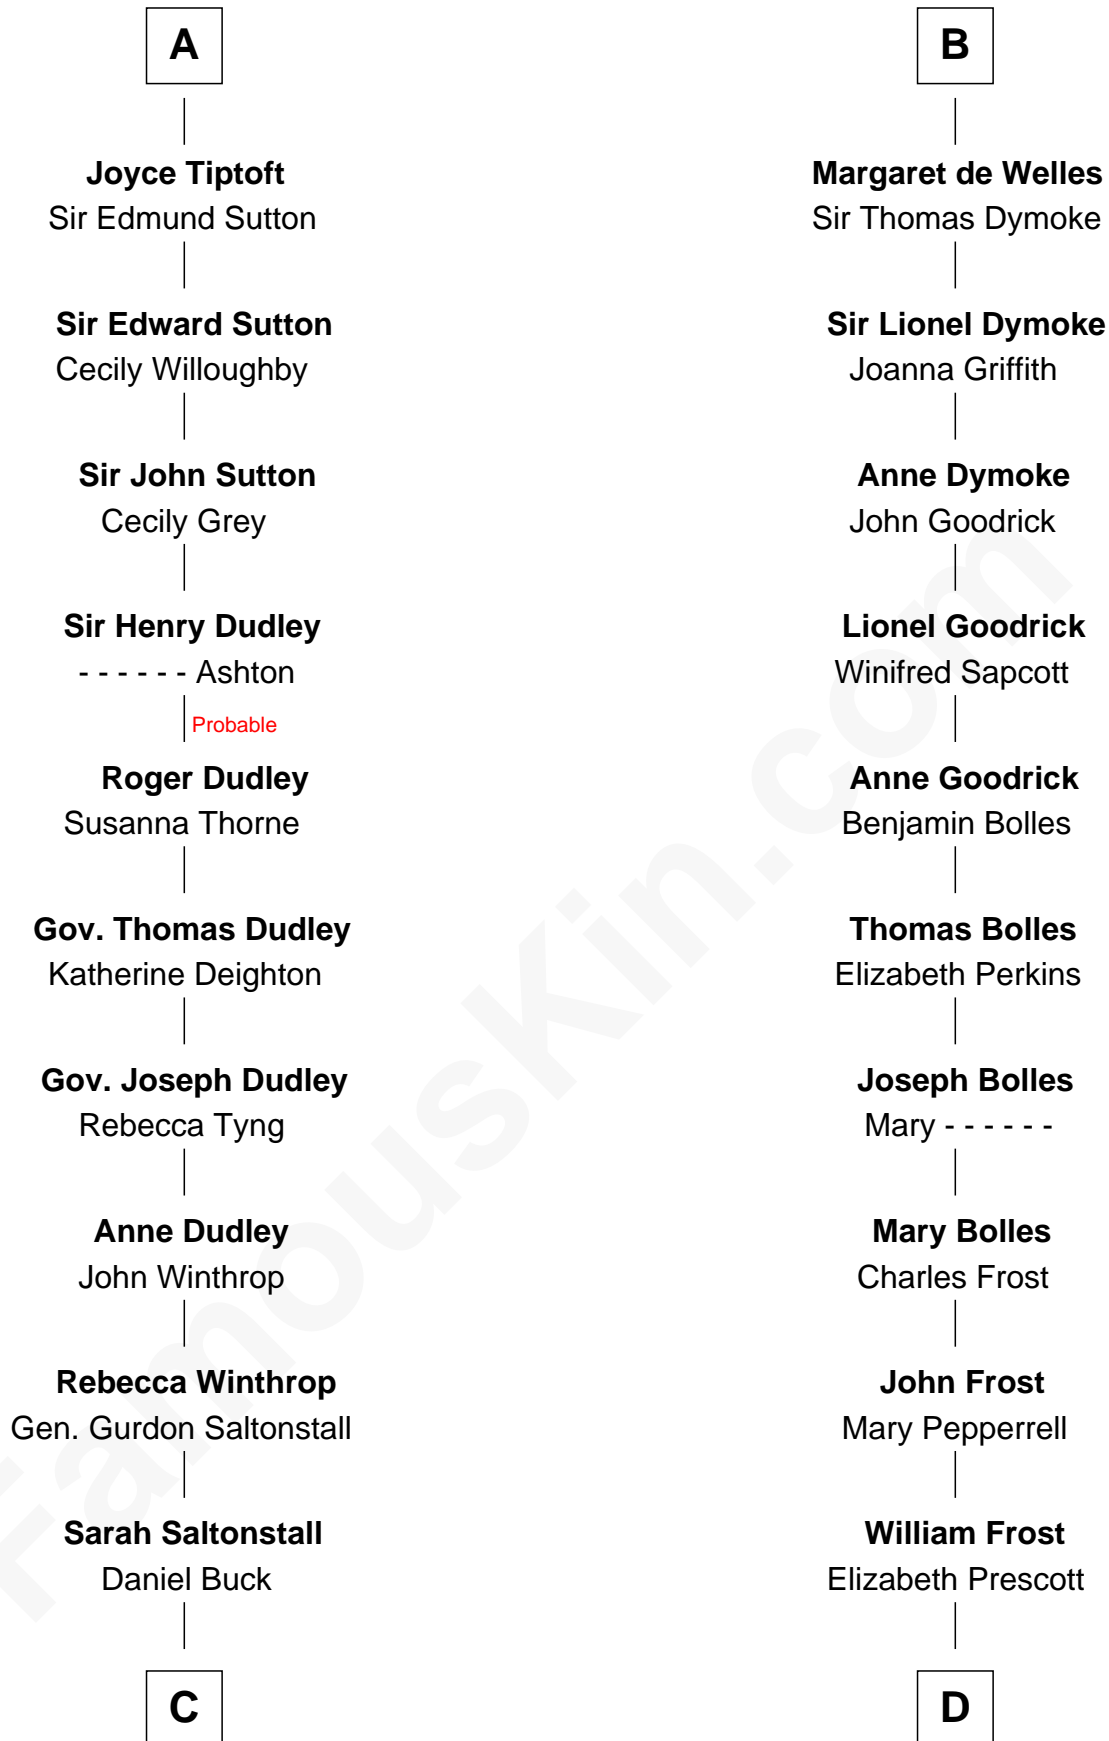 A
Joyce Tiptoft
Sir Edmund Sutton
Sir Edward Sutton
Cecily Willoughby
Sir John Sutton
Cecily Grey
Sir Henry Dudley
- - - - - - Ashton
Probable
Roger Dudley
Susanna Thorne
Gov. Thomas Dudley
Katherine Deighton
Gov. Joseph Dudley
Rebecca Tyng
Anne Dudley
John Winthrop
Rebecca Winthrop
Gen. Gurdon Saltonstall
Sarah Saltonstall
Daniel Buck
C
B
Margaret de Welles
Sir Thomas Dymoke
Sir Lionel Dymoke
Joanna Griffith
Anne Dymoke
John Goodrick
Lionel Goodrick
Winifred Sapcott
Anne Goodrick
Benjamin Bolles
Thomas Bolles
Elizabeth Perkins
Joseph Bolles
Mary - - - - - -
Mary Bolles
Charles Frost
John Frost
Mary Pepperrell
William Frost
Elizabeth Prescott
D
FamousKin.com